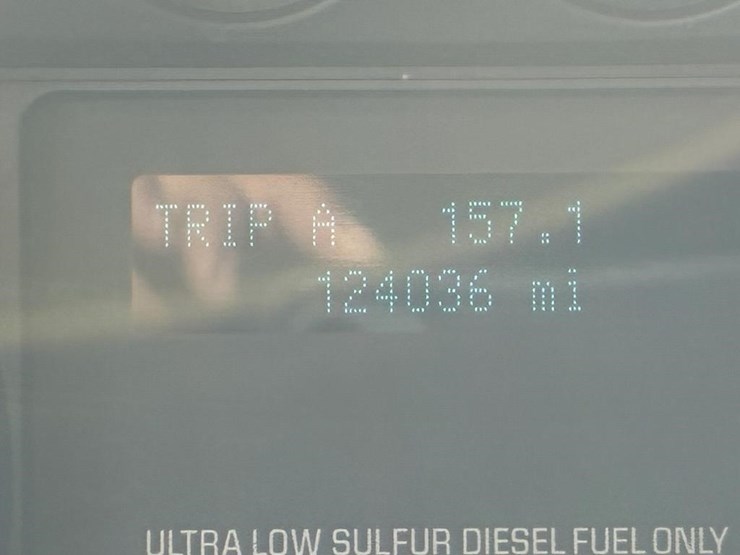 TRIP A 157.1
124036 mi
ULTRA LOW SULFUR DIESEL FUEL ONLY